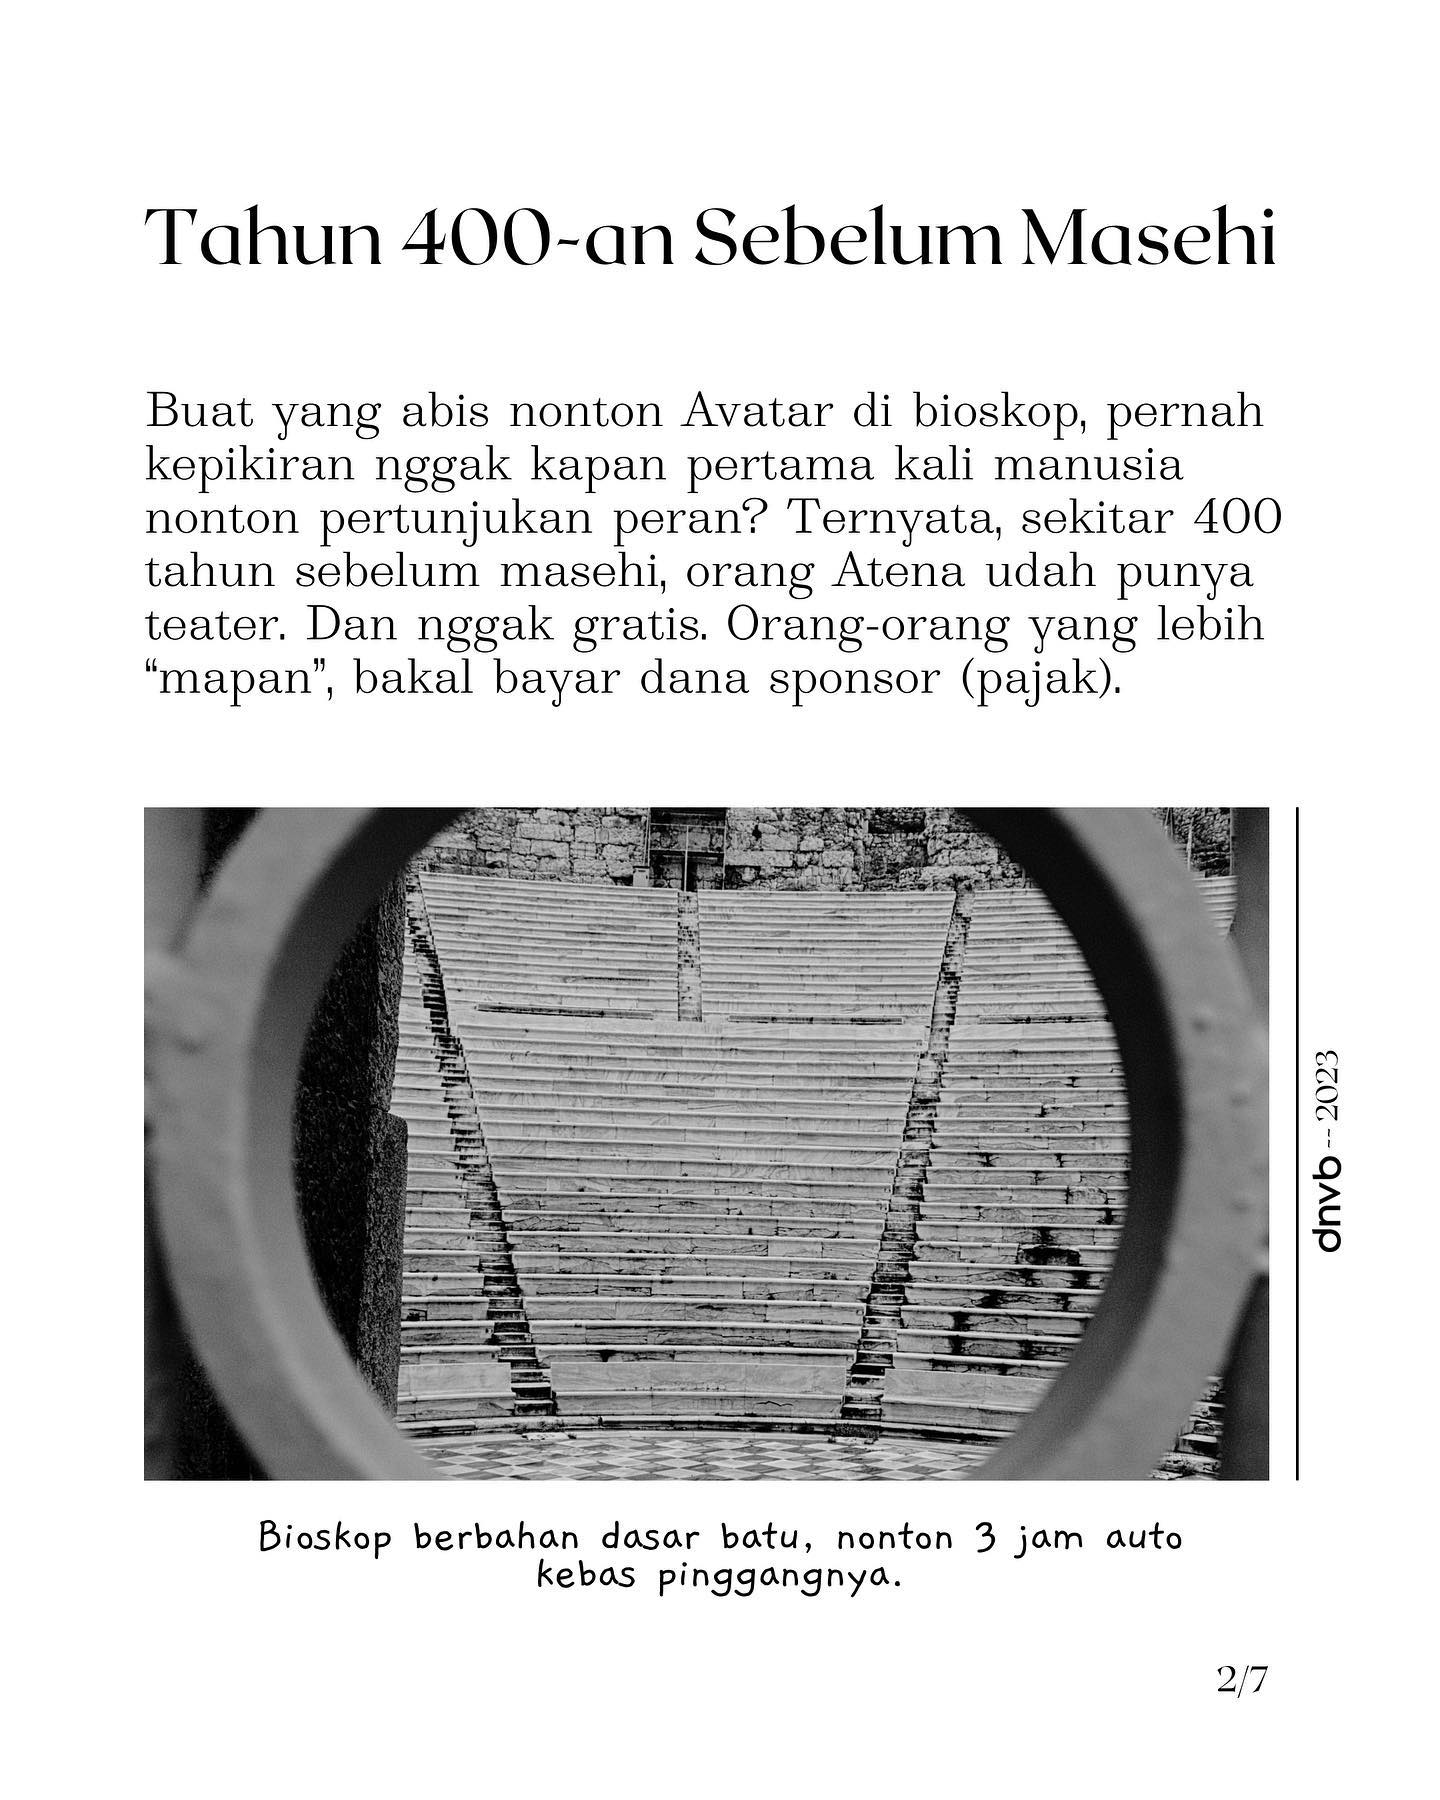 Tahun 400-an Sebelum Masehi
Buat yang abis nonton Avatar di bioskop, pernah
kepikiran nggak kapan pertama kali manusia
nonton pertunjukan peran? Ternyata, sekitar 400
tahun sebelum masehi, orang Atena udah punya
teater. Dan nggak gratis. Orang-orang yang lebih
“mapan”, bakal bayar dana sponsor (pajak).
dnvb -- 2023
Bioskop berbahan dasar batu, nonton 3 jam auto
kebas pinggangnya.
2/7